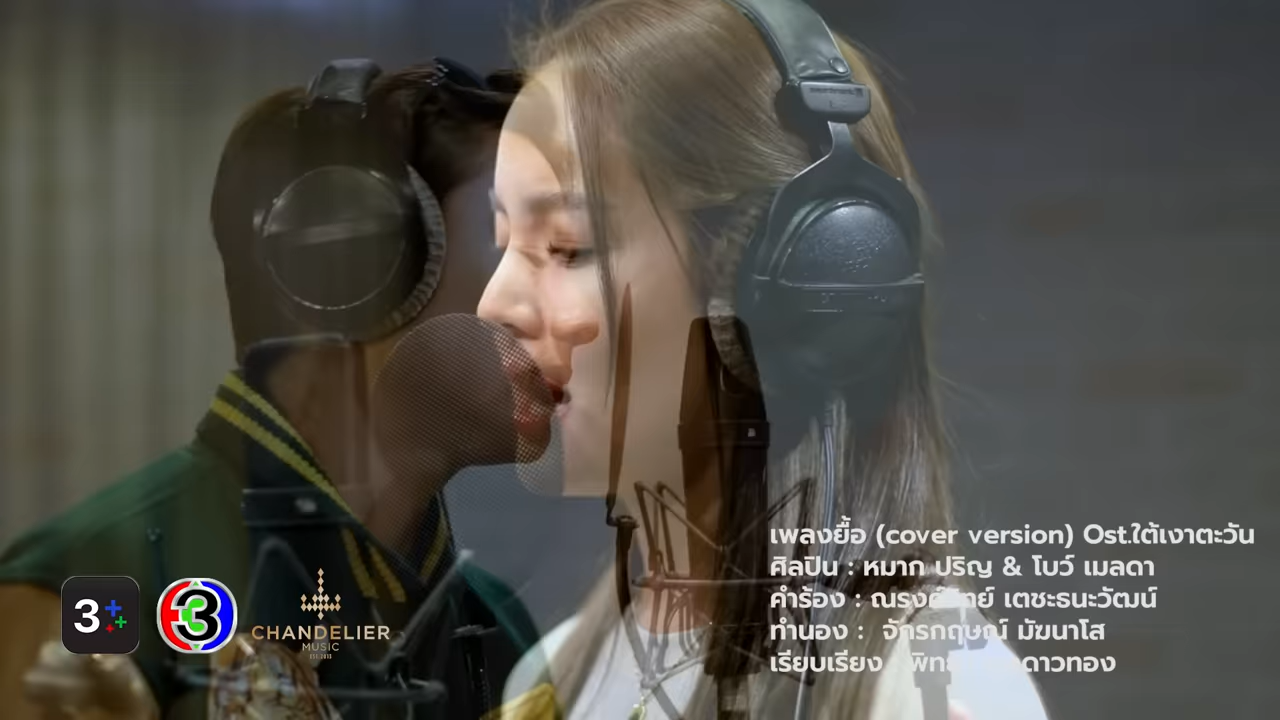 เพลงยื้อ (cover version) Ost.ใต้เงาตะวัน
ศิลปิน : หมาก ปริญ & โบว์ เมลดา
คำร้อง : เตชะธนะวัฒน์
ทำนอง : จักรกฤษณ์ มัฆนาโส
เรียบเรียง ดาวทอง
3
3
CHANDELIER
MUSIC